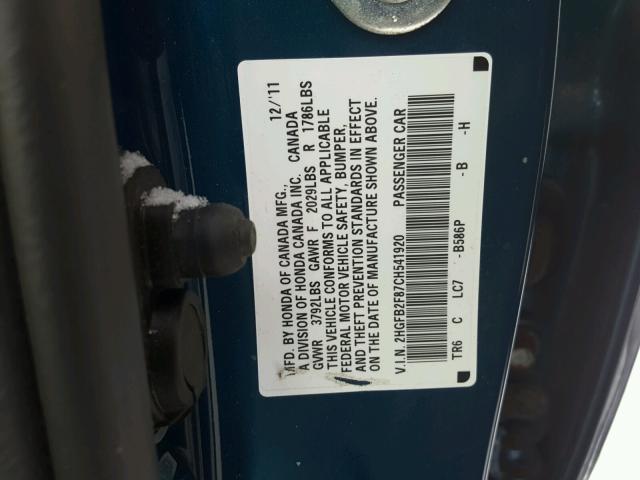 MFD. BY HONDA OF CANADA MFG., 12/'11
A DIVISION OF HONDA CANADA INC. CANADA
GVWR 3792LBS GAWR F 2029LBS R 1786LBS
THIS VEHICLE CONFORMS TO ALL APPLICABLE
FEDERAL MOTOR VEHICLE SAFETY, BUMPER,
AND THEFT PREVENTION STANDARDS IN EFFECT
ON THE DATE OF MANUFACTURE SHOWN ABOVE.
V.I.N. 2HGFB2F87CH541920 PASSENGER CAR
TR6 C LC7 -B586P -B -H